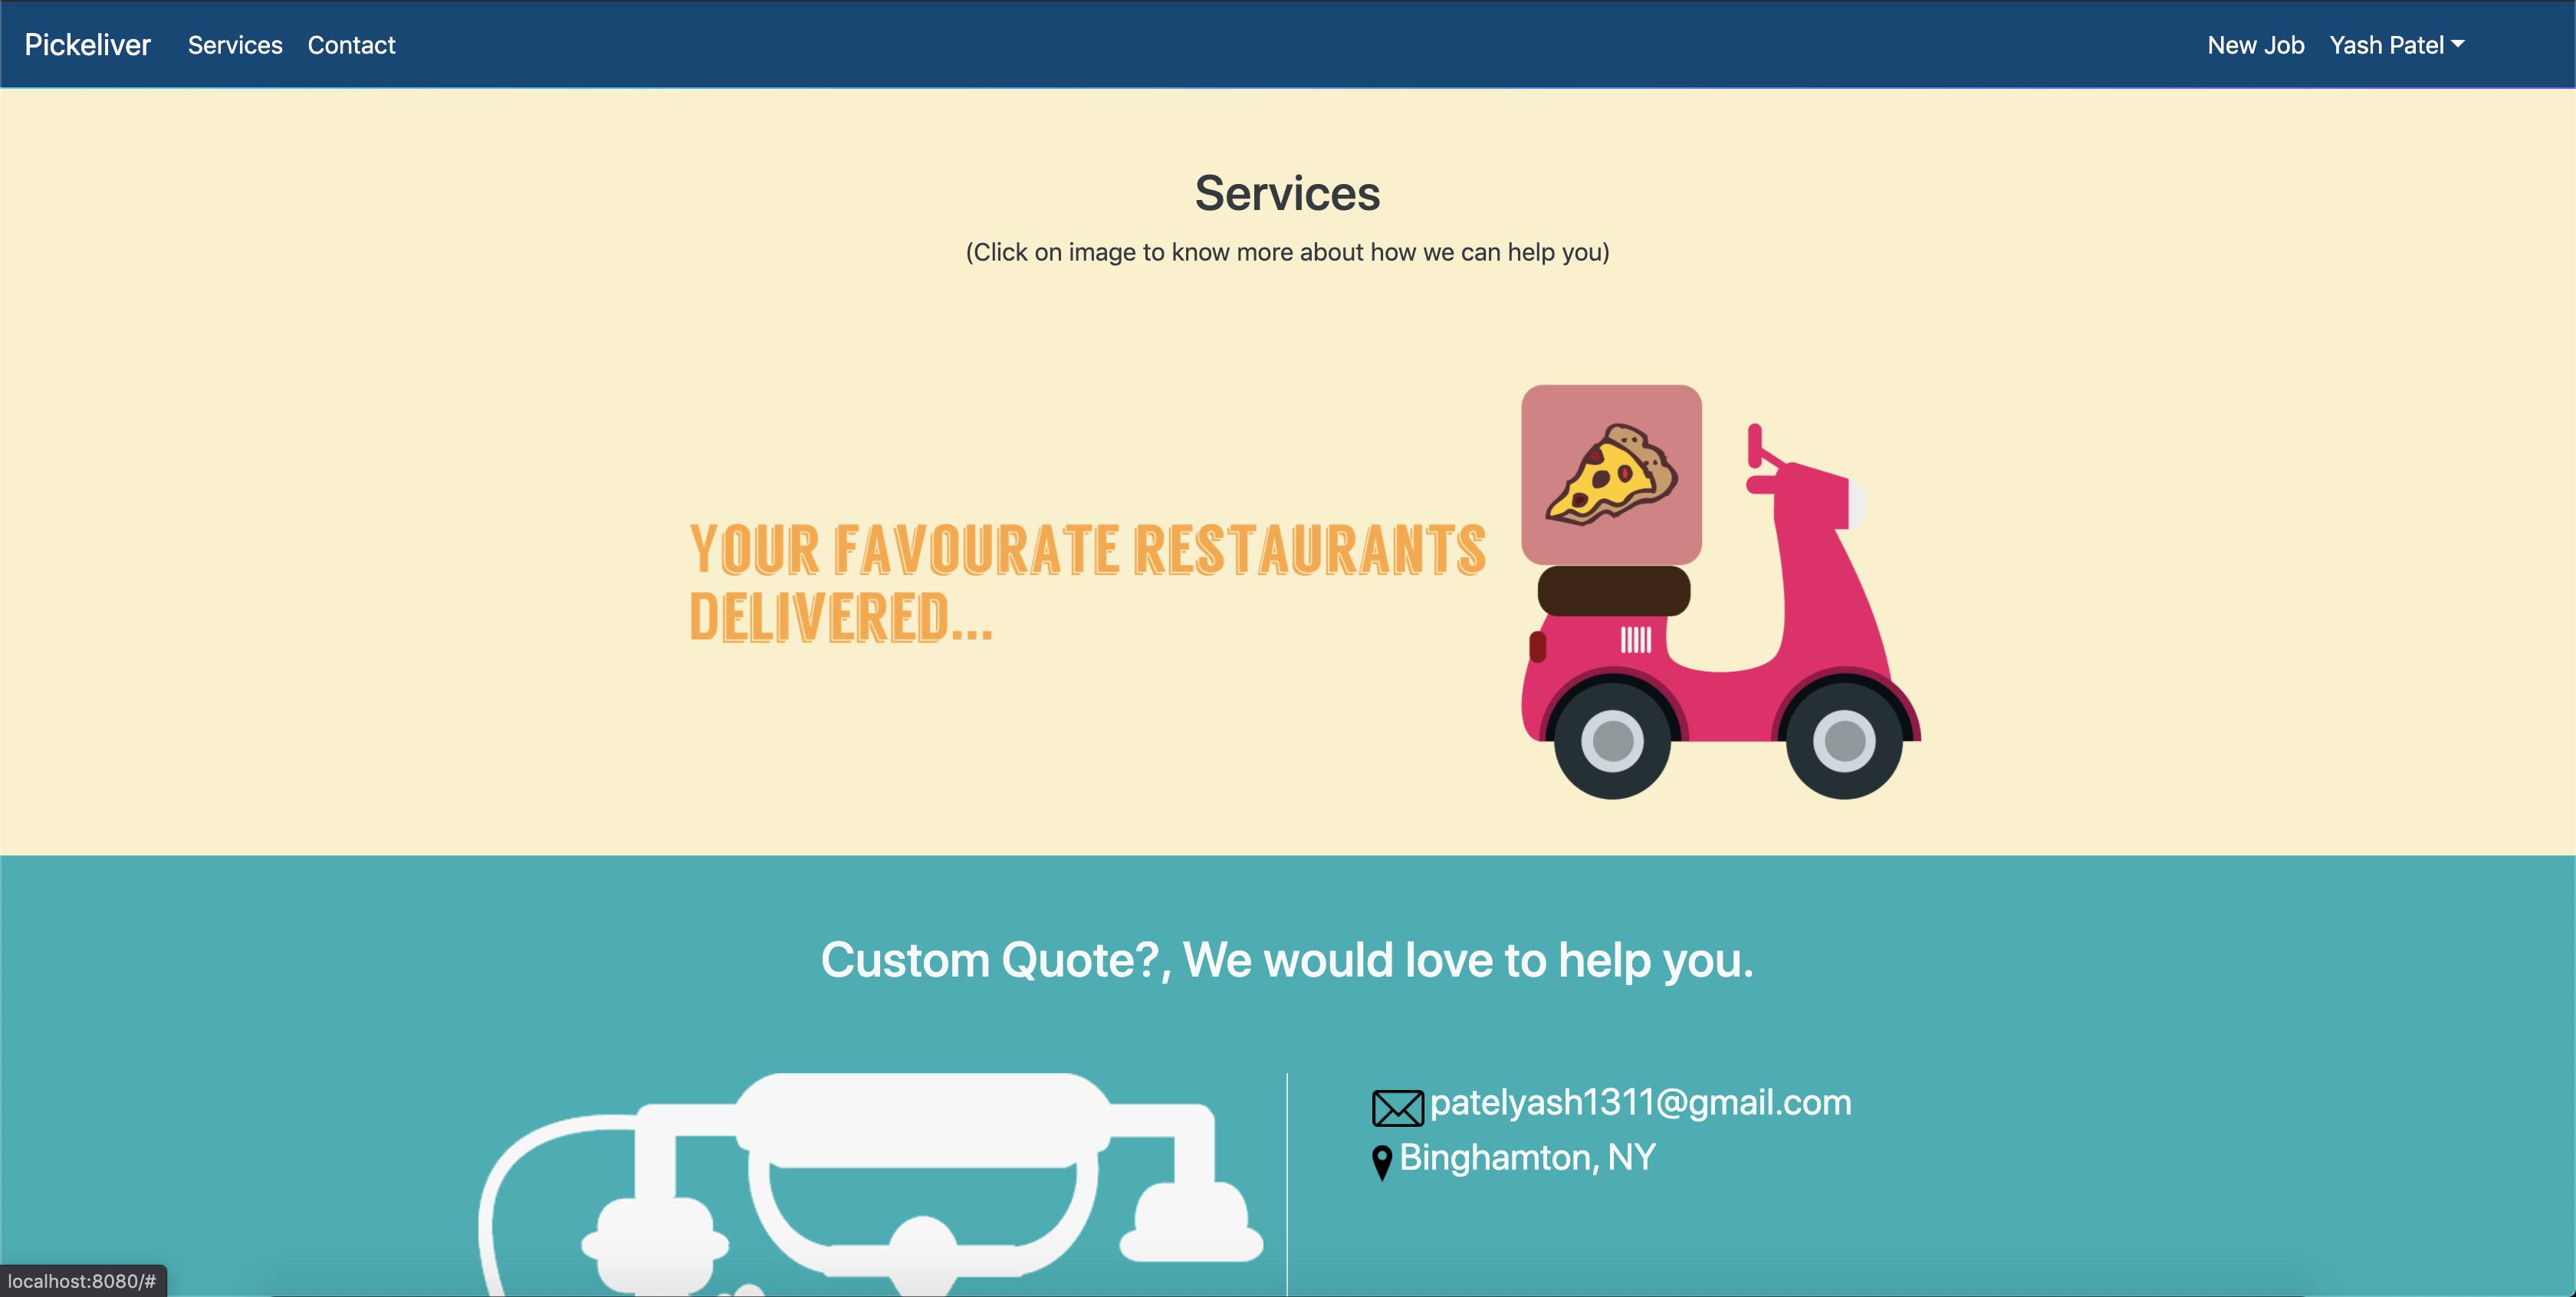 Pickeliver Services Contact New Job Yash Patel
Services
(Click on image to know more about how we can help you)
YOUR FAVOURATE RESTAURANTS
DELIVERED...
Custom Quote?, We would love to help you.
patelyash1311@gmail.com
Binghamton, NY
localhost:8080/#